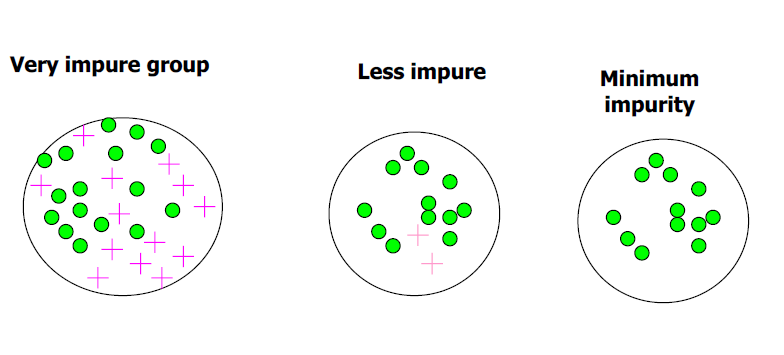 Very impure group
Less impure
Minimum
impurity